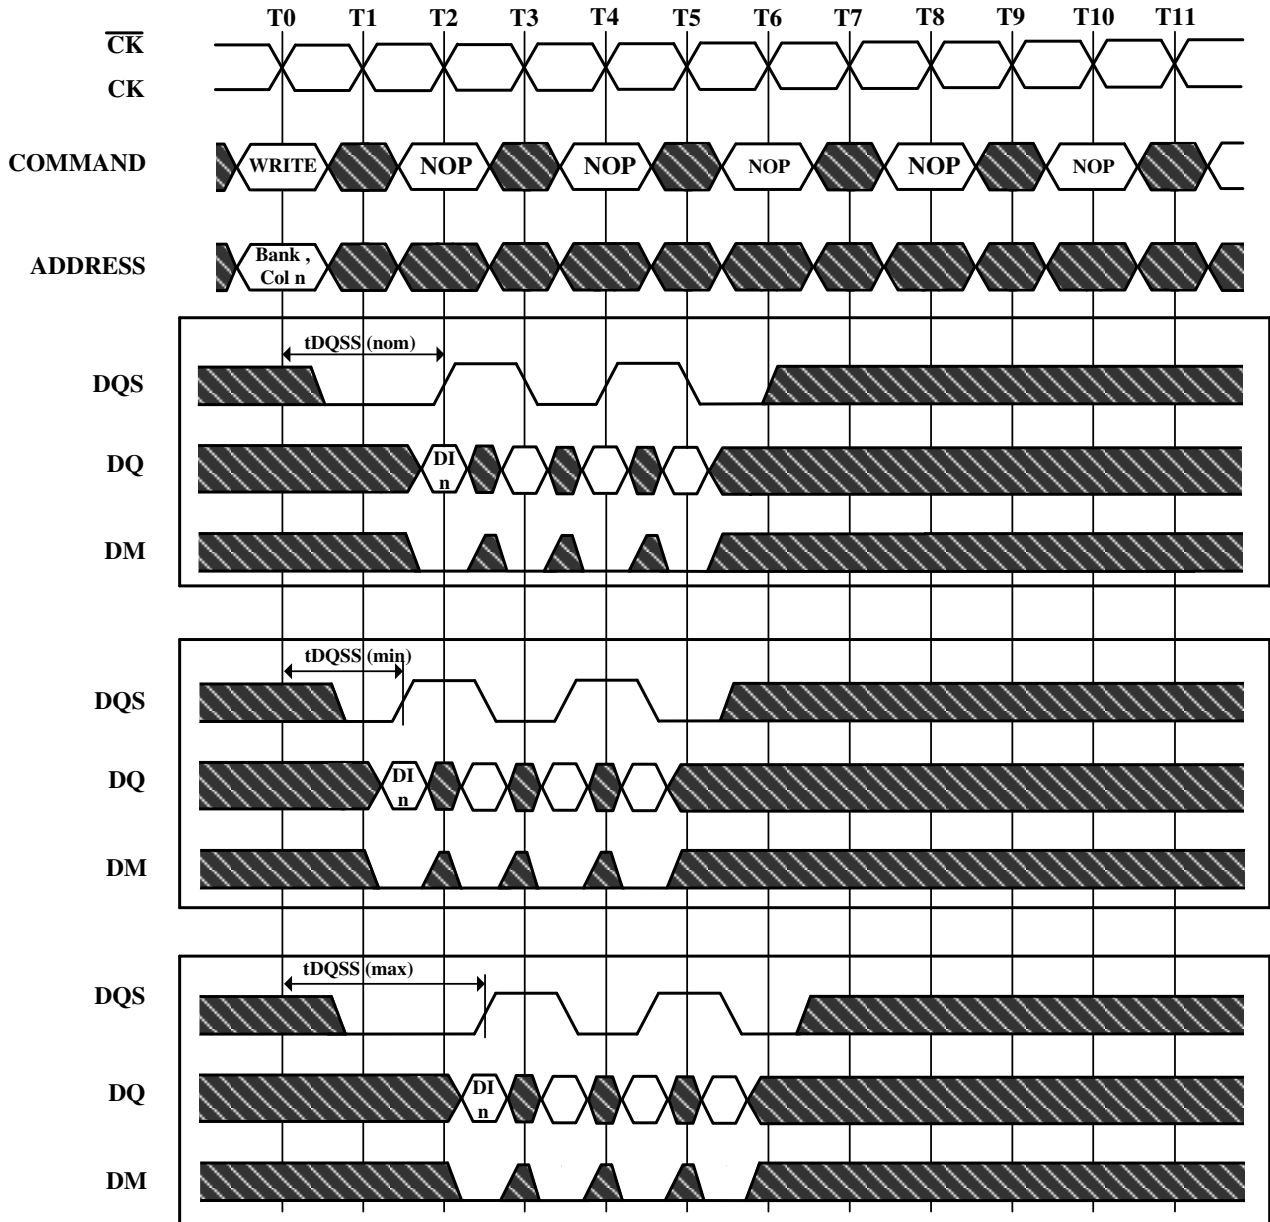 T0 T1 T2 T3 T4 T5 T6 T7 T8 T9 T10 T11
CK
CK
COMMAND WRITE NOP NOP NOP NOP NOP
ADDRESS Bank ,
Col n
tDQSS (nom)
DQS
DQ DI
n
DM
tDQSS (min)
DQS
DQ DI
n
DM
tDQSS (max)
DQS
DQ DI
n
DM